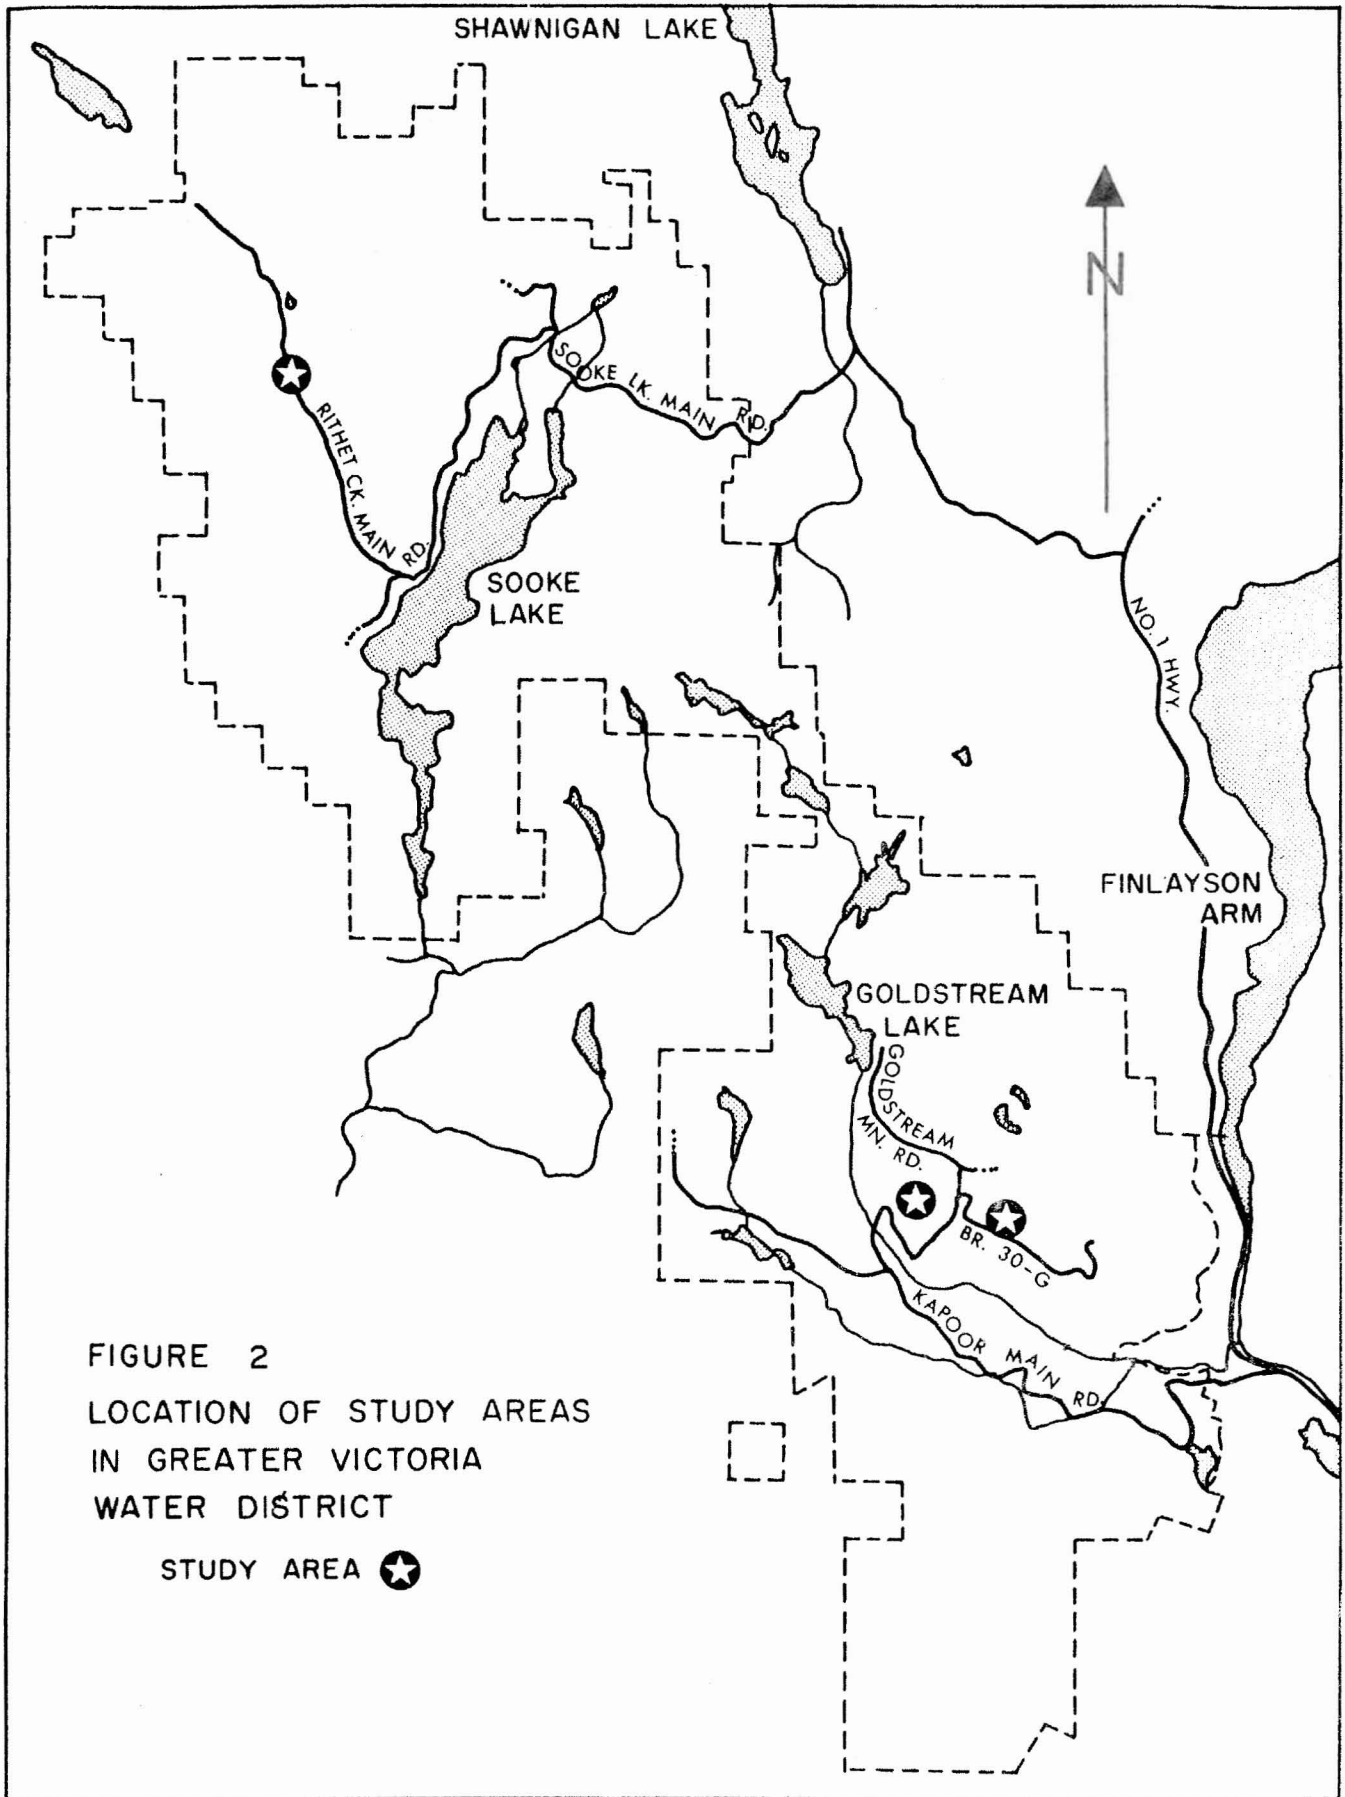 SHAWNIGAN LAKE
N
SOOKE LK. MAIN RD.
RITHET CK. MAIN RD.
SOOKE
LAKE
NO. 1 HWY.
FINLAYSON
ARM
GOLDSTREAM
LAKE
GOLDSTREAM
MN. RD.
BR. 30-G
KAPOOR MAIN RD.
FIGURE 2
LOCATION OF STUDY AREAS
IN GREATER VICTORIA
WATER DISTRICT
STUDY AREA